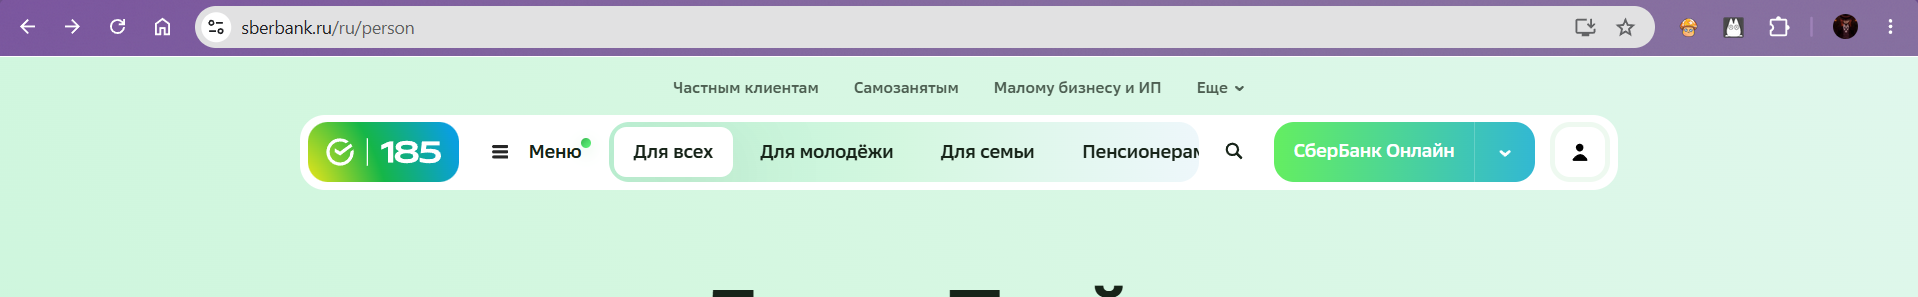 sberbank.ru/ru/person
Частным клиентам Самозанятым Малому бизнесу и ИП Еще
185 Меню Для всех Для молодёжи Для семьи Пенсионерам СберБанк Онлайн